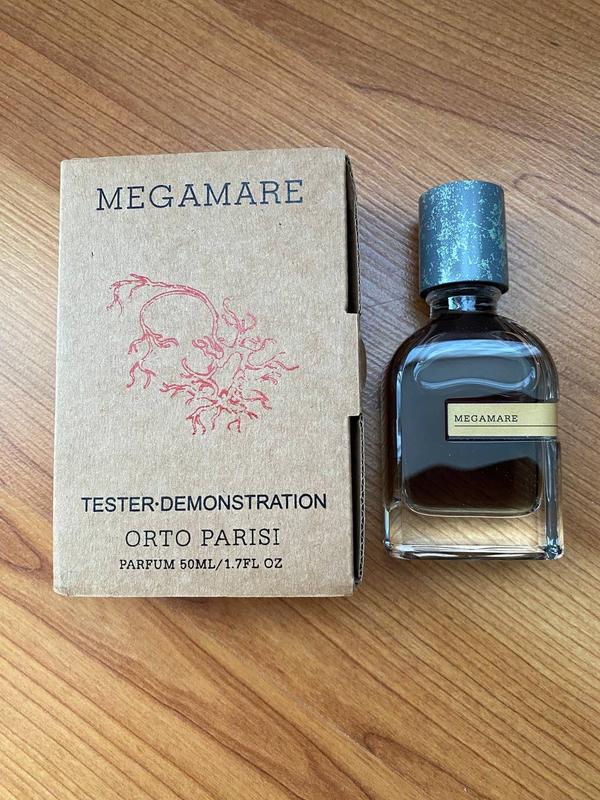 MEGAMARE
TESTER·DEMONSTRATION
ORTO PARISI
PARFUM 50ML/1.7FL OZ
MEGAMARE